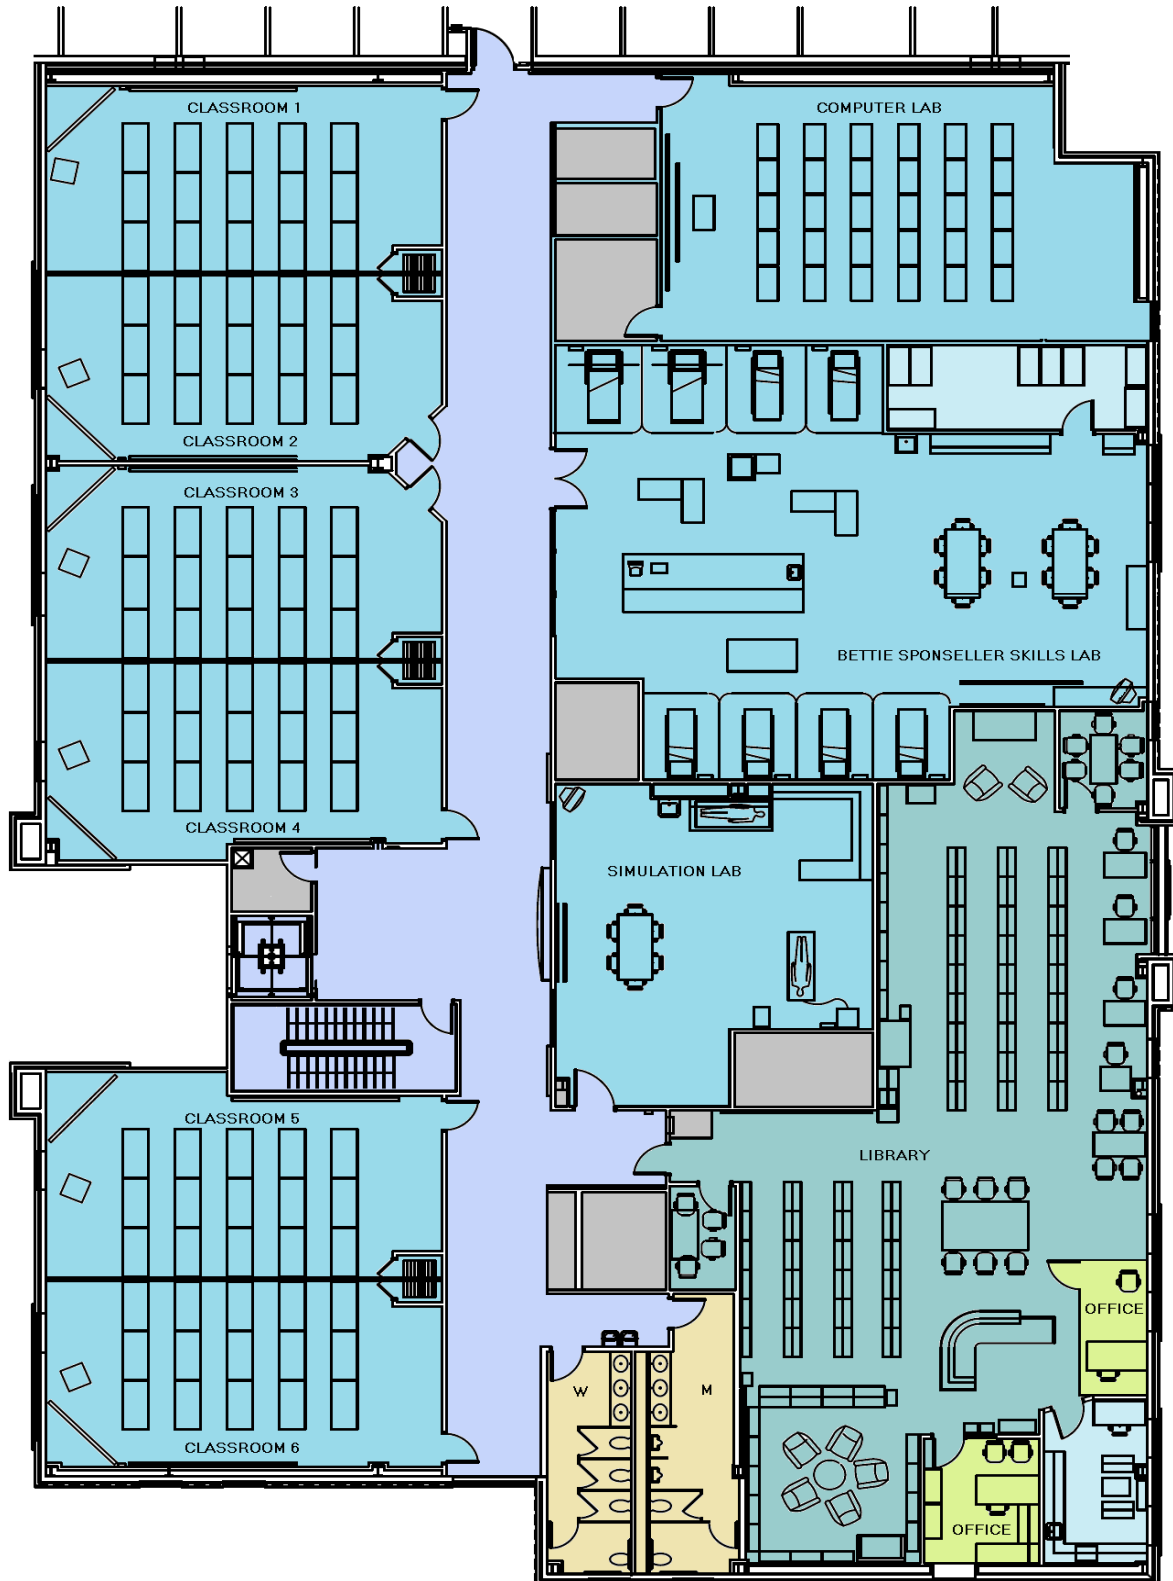 CLASSROOM 1
COMPUTER LAB
CLASSROOM 2
CLASSROOM 3
BETTIE SPONSELLER SKILLS LAB
CLASSROOM 4
SIMULATION LAB
CLASSROOM 5
LIBRARY
OFFICE
W
M
CLASSROOM 6
OFFICE